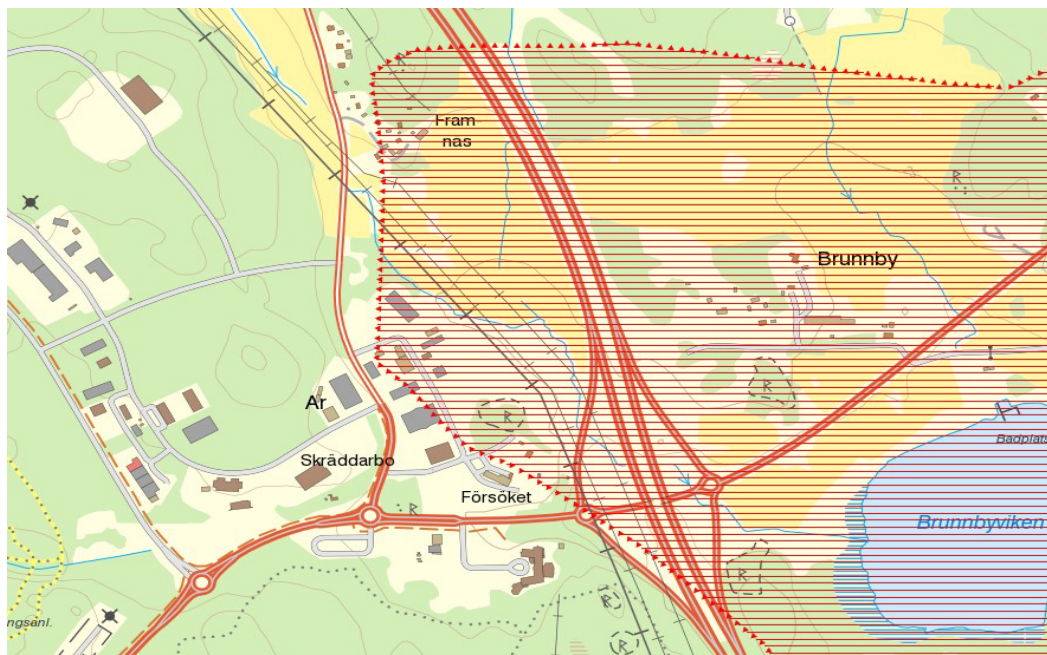 R
Fram-
nas
R
Brunnby
R
Ar
R
Badplats
Skräddarbo
Försöket
R
Brunnbyviken
R
R
ngsanl.
R